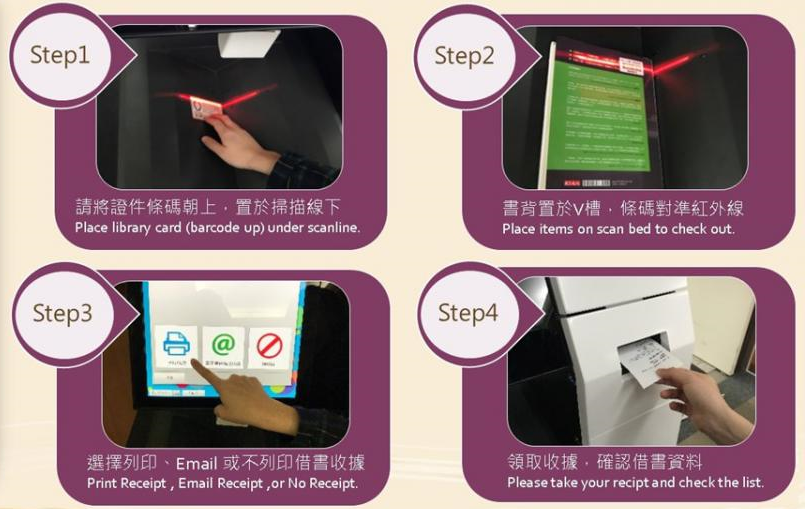 Step1
請將證件條碼朝上，置於掃描線下
Place library card (barcode up) under scanline.
Step2
書背置於V槽，條碼對準紅外線
Place items on scan bed to check out.
Step3
@
選擇列印、Email 或不列印借書收據
Print Receipt , Email Receipt ,or No Receipt.
Step4
領取收據，確認借書資料
Please take your recipt and check the list.